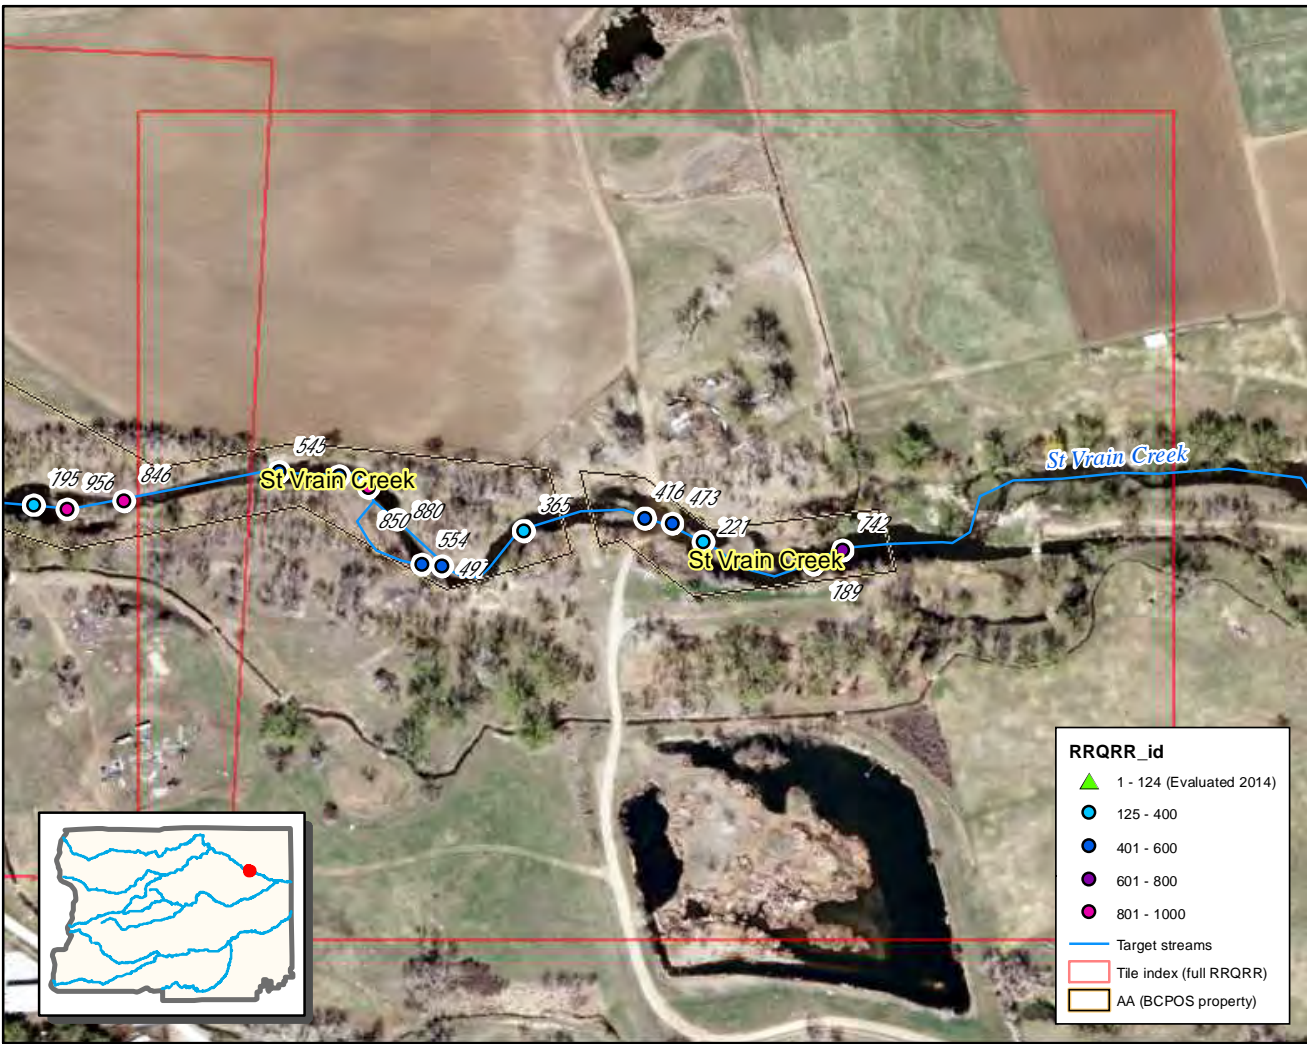 St Vrain Creek
545
846
956
195
St Vrain Creek
880
850
554
497
365
416
473
221
742
St Vrain Creek
189
RRQRR_id
1 - 124 (Evaluated 2014)
125 - 400
401 - 600
601 - 800
801 - 1000
Target streams
Tile index (full RRQRR)
AA (BCPOS property)